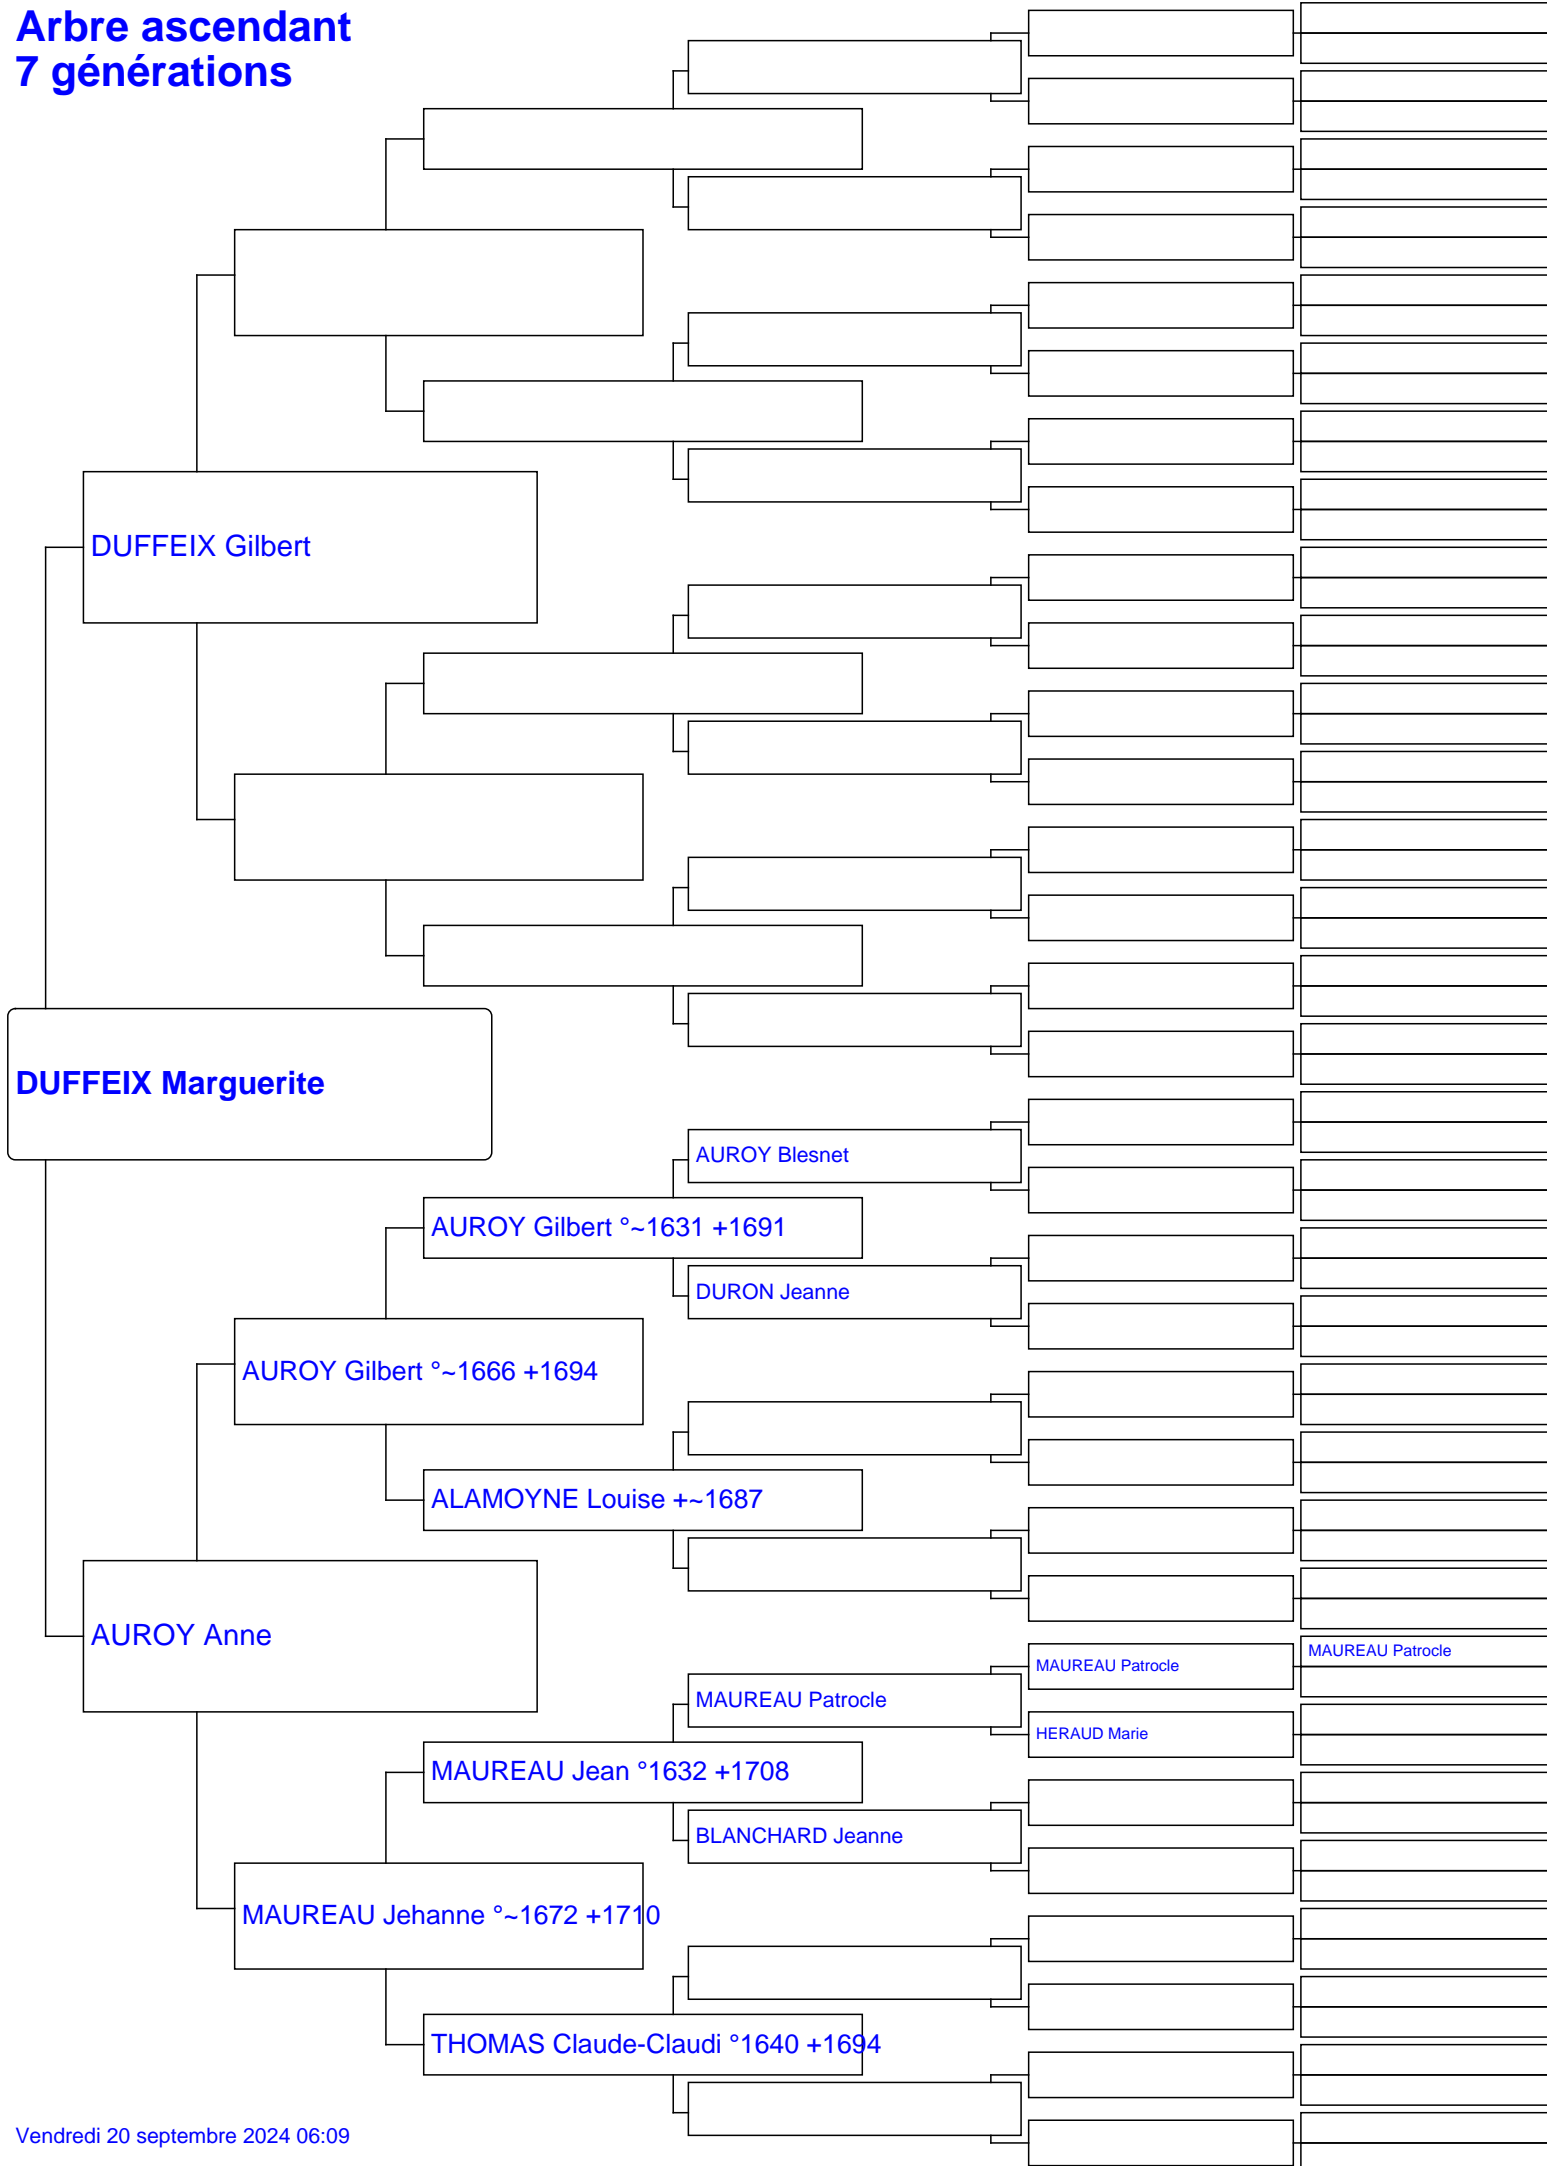 Arbre ascendant
7 générations
DUFFEIX Gilbert
DUFFEIX Marguerite
AUROY Blesnet
AUROY Gilbert °~1631 +1691
DURON Jeanne
AUROY Gilbert °~1666 +1694
ALAMOYNE Louise +~1687
AUROY Anne
MAUREAU Patrocle
MAUREAU Patrocle
MAUREAU Patrocle
HERAUD Marie
MAUREAU Jean °1632 +1708
BLANCHARD Jeanne
MAUREAU Jehanne °~1672 +1710
THOMAS Claude-Claudi °1640 +1694
Vendredi 20 septembre 2024 06:09